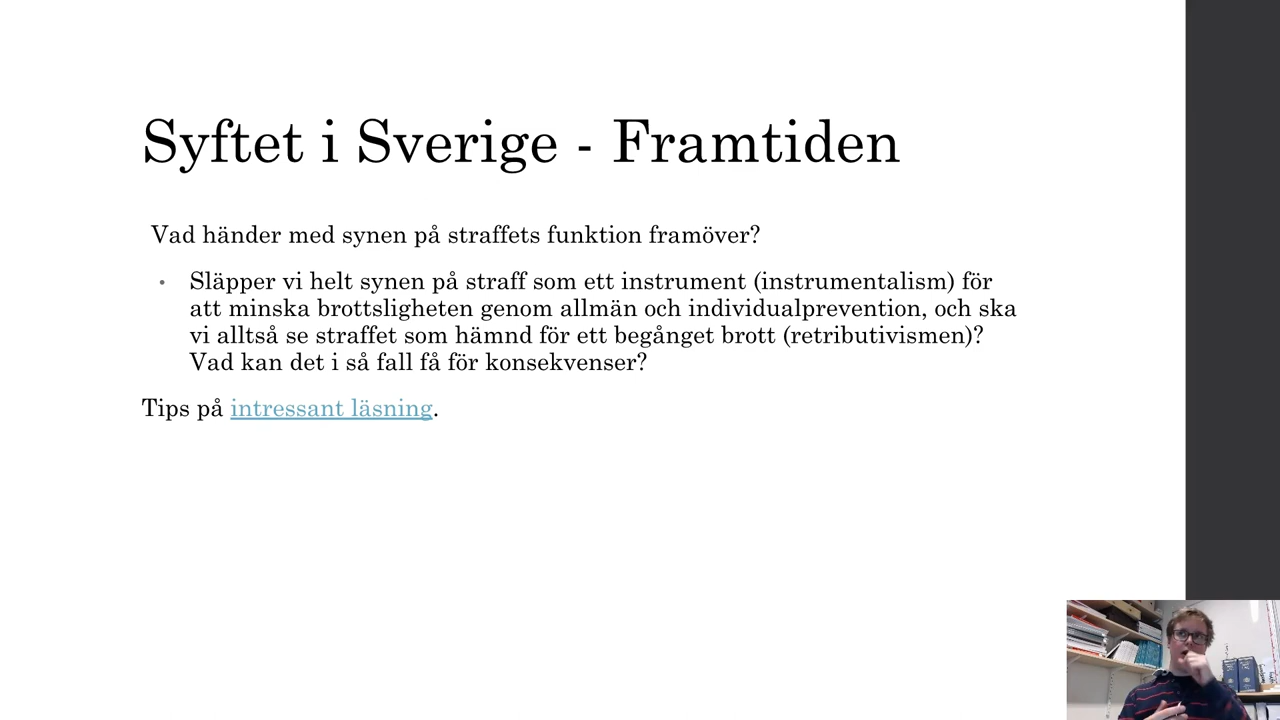 Syftet i Sverige - Framtiden
Vad händer med synen på straffets funktion framöver?
• Släpper vi helt synen på straff som ett instrument (instrumentalism) för
att minska brottsligheten genom allmän och individualprevention, och ska
vi alltså se straffet som hämnd för ett begånget brott (retributivismen)?
Vad kan det i så fall få för konsekvenser?
Tips på intressant läsning.